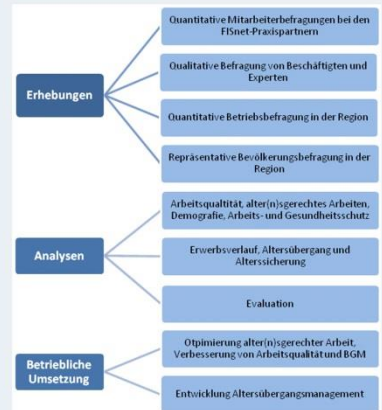 Erhebungen
Quantitative Mitarbeiterbefragungen bei den
FISnet-Praxispartnern
Qualitative Befragung von Beschäftigten und
Experten
Quantitative Betriebsbefragung in der Region
Repräsentative Bevölkerungsbefragung in der
Region
Analysen
Arbeitsqualtität, alter(n)sgerechtes Arbeiten,
Demografie, Arbeits- und Gesundheitsschutz
Erwerbsverlauf, Altersübergang und
Alterssicherung
Evaluation
Betriebliche
Umsetzung
Otpimierung alter(n)sgerechter Arbeit,
Verbesserung von Arbeitsqualität und BGM
Entwicklung Altersübergangsmanagement